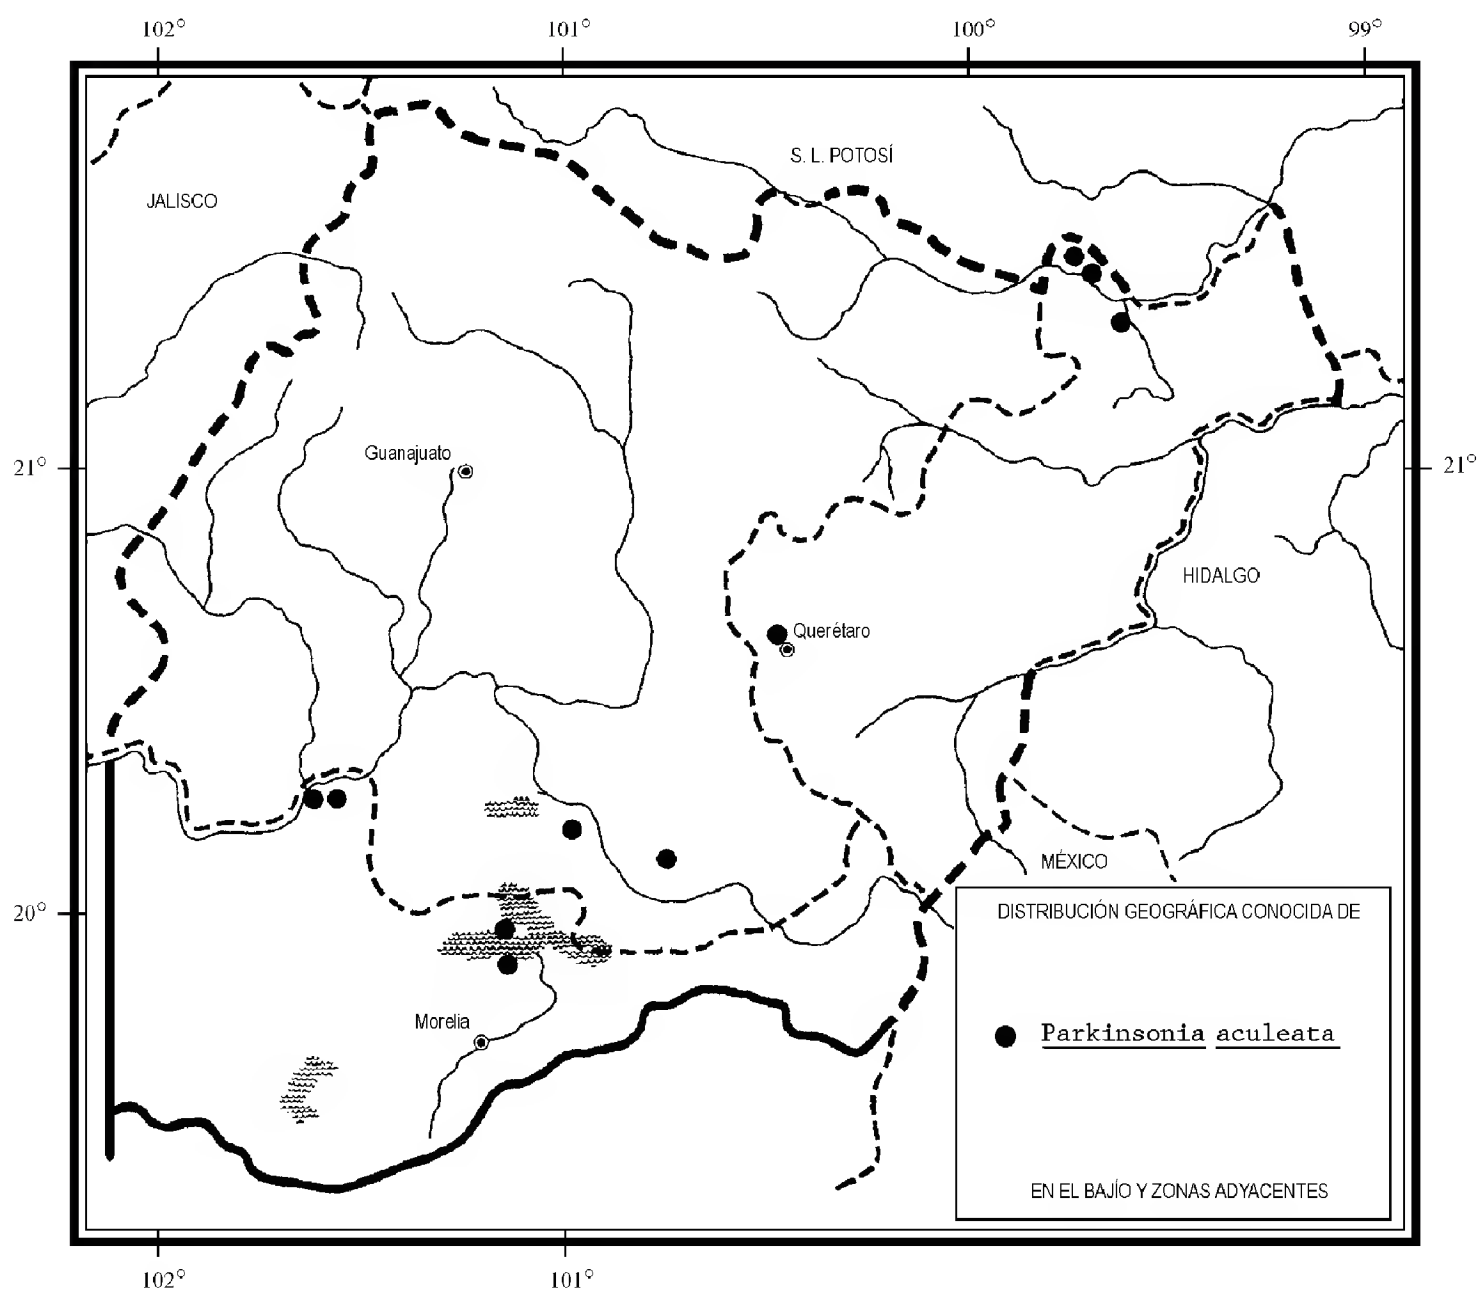 102° 101° 100° 99°
S. L. POTOSÍ
JALISCO
Guanajuato
21° 21°
HIDALGO
Querétaro
MÉXICO
20°
DISTRIBUCIÓN GEOGRÁFICA CONOCIDA DE
Morelia
Parkinsonia aculeata
EN EL BAJÍO Y ZONAS ADYACENTES
102° 101°